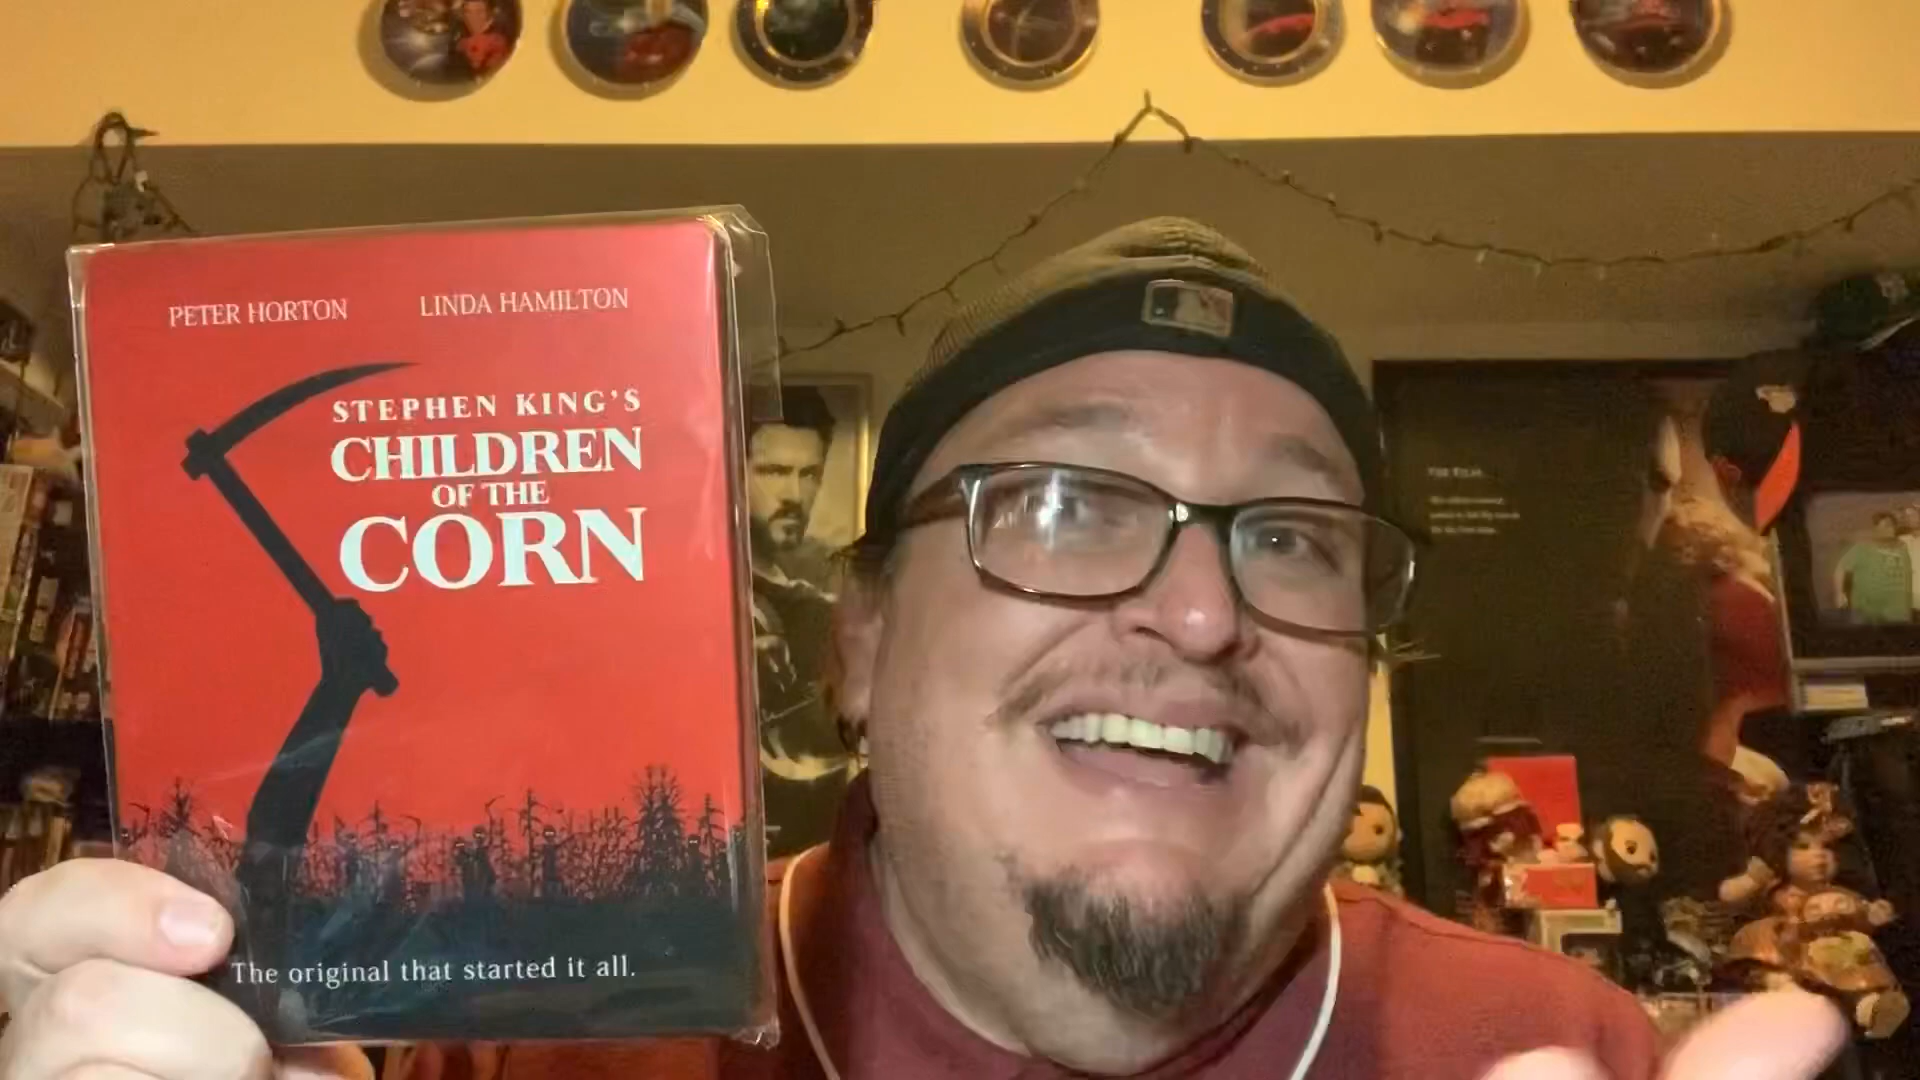 PETER HORTON LINDA HAMILTON
STEPHEN KING'S
CHILDREN
OF THE
CORN
The original that started it all.